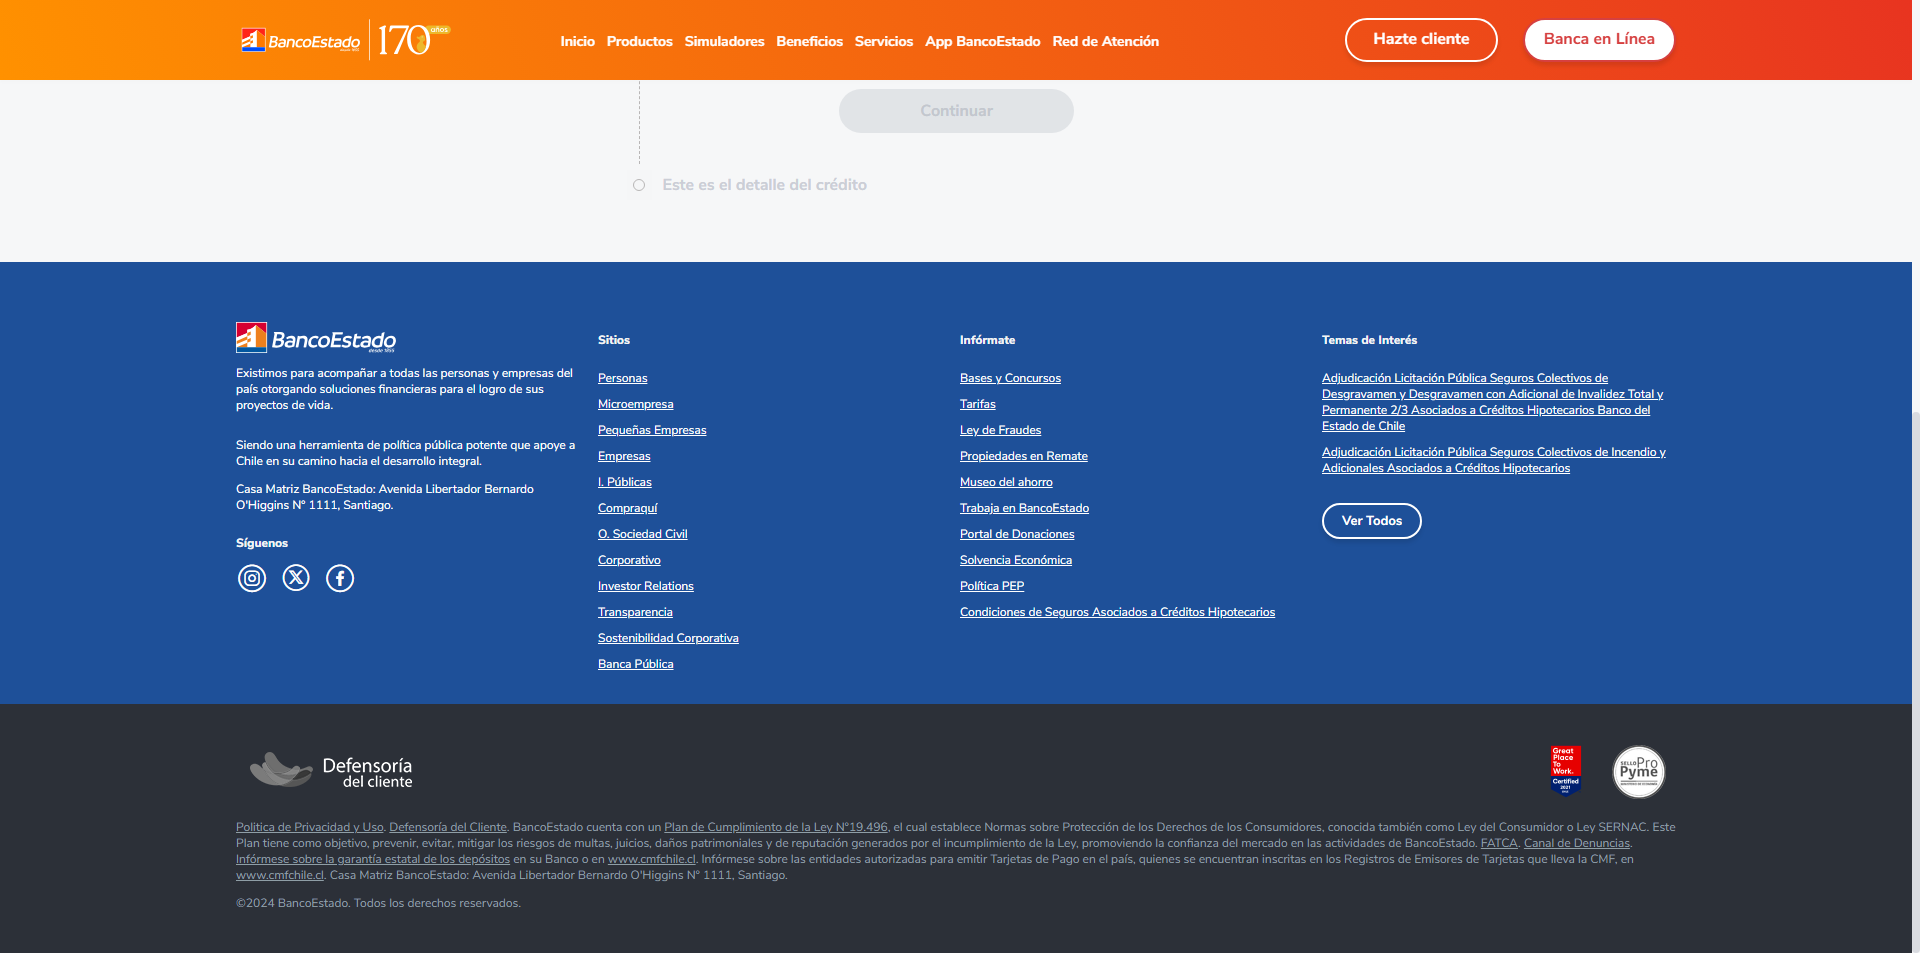 BancoEstado
170 años
Inicio Productos Simuladores Beneficios Servicios App BancoEstado Red de Atención
Hazte cliente
Banca en Línea
Continuar
Este es el detalle del crédito
BancoEstado
desde 1855
Existimos para acompañar a todas las personas y empresas del
país otorgando soluciones financieras para el logro de sus
proyectos de vida.
Siendo una herramienta de política pública potente que apoye a
Chile en su camino hacia el desarrollo integral.
Casa Matriz BancoEstado: Avenida Libertador Bernardo
O'Higgins N° 1111, Santiago.
Síguenos
Sitios
Personas
Microempresa
Pequeñas Empresas
Empresas
I. Públicas
Compraquí
O. Sociedad Civil
Corporativo
Investor Relations
Transparencia
Sostenibilidad Corporativa
Banca Pública
Infórmate
Bases y Concursos
Tarifas
Ley de Fraudes
Propiedades en Remate
Museo del ahorro
Trabaja en BancoEstado
Portal de Donaciones
Solvencia Económica
Política PEP
Condiciones de Seguros Asociados a Créditos Hipotecarios
Temas de Interés
Adjudicación Licitación Pública Seguros Colectivos de
Desgravamen y Desgravamen con Adicional de Invalidez Total y
Permanente 2/3 Asociados a Créditos Hipotecarios Banco del
Estado de Chile
Adjudicación Licitación Pública Seguros Colectivos de Incendio y
Adicionales Asociados a Créditos Hipotecarios
Ver Todos
Defensoría
del cliente
Great
Place
To
Work.
Certified
2021
SELLO Pro
Pyme
Politica de Privacidad y Uso. Defensoría del Cliente. BancoEstado cuenta con un Plan de Cumplimiento de la Ley N°19.496, el cual establece Normas sobre Protección de los Derechos de los Consumidores, conocida también como Ley del Consumidor o Ley SERNAC. Este
Plan tiene como objetivo, prevenir, evitar, mitigar los riesgos de multas, juicios, daños patrimoniales y de reputación generados por el incumplimiento de la Ley, promoviendo la confianza del mercado en las actividades de BancoEstado. FATCA. Canal de Denuncias.
Infórmese sobre la garantía estatal de los depósitos en su Banco o en www.cmfchile.cl. Infórmese sobre las entidades autorizadas para emitir Tarjetas de Pago en el país, quienes se encuentran inscritas en los Registros de Emisores de Tarjetas que lleva la CMF, en
www.cmfchile.cl. Casa Matriz BancoEstado: Avenida Libertador Bernardo O'Higgins N° 1111, Santiago.
©2024 BancoEstado. Todos los derechos reservados.